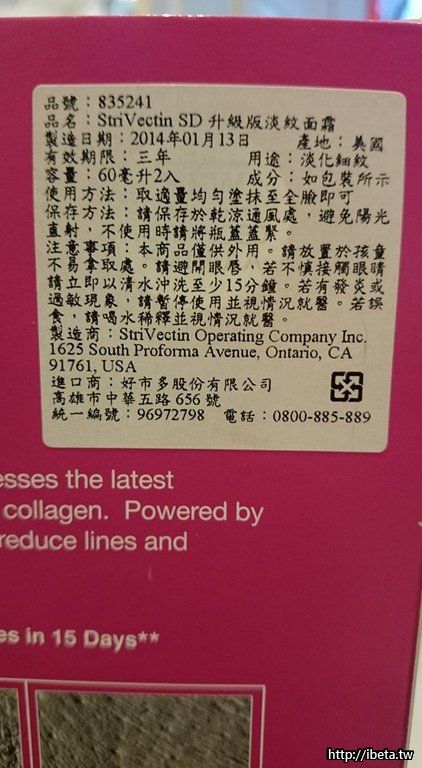 品號：835241
品名：StriVectin SD 升級版淡紋面霜
製造日期：2014年01月13日　產地：美國
有效期限：三年　用途：淡化細紋
容量：60毫升2入　成分：如包裝所示
使用方法：取適量均勻塗抹至全臉即可
保存方法：請保存於乾涼通風處，避免陽光
直射，不使用時請將瓶蓋蓋緊。
注意事項：本商品僅供外用。請放置於孩童
不易拿取處。請避開眼唇，若不慎接觸眼睛
請立即以清水沖洗至少15分鐘。若有發炎或
過敏現象，請暫停使用並視情況就醫。若誤
食，請喝水稀釋並視情況就醫。
製造商：StriVectin Operating Company Inc.
1625 South Proforma Avenue, Ontario, CA
91761, USA
進口商：好市多股份有限公司
高雄市中華五路 656 號
統一編號：96972798　電話：0800-885-889
esses the latest
collagen. Powered by
reduce lines and
es in 15 Days**
http://ibeta.tw